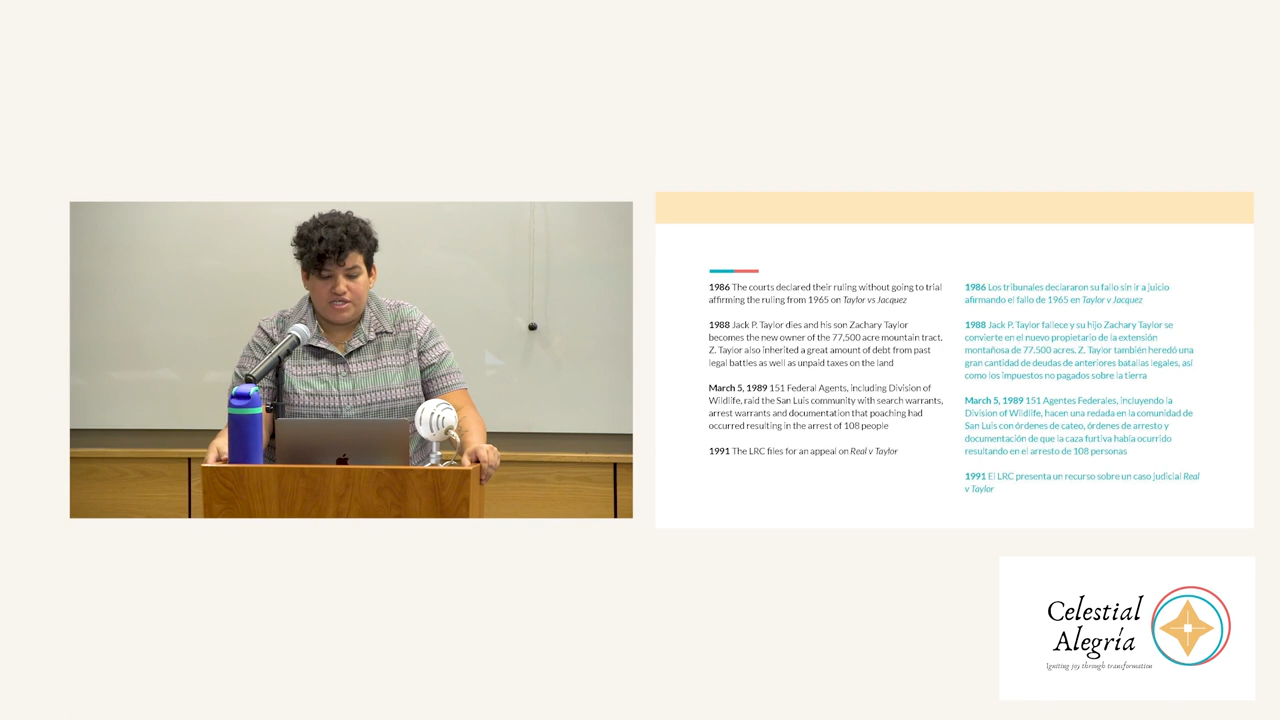 1986 The courts declared their ruling without going to trial
affirming the ruling from 1965 on Taylor vs Jacquez
1988 Jack P. Taylor dies and his son Zachary Taylor
becomes the new owner of the 77,500 acre mountain tract.
Z. Taylor also inherited a great amount of debt from past
legal battles as well as unpaid taxes on the land
March 5, 1989 151 Federal Agents, including Division of
Wildlife, raid the San Luis community with search warrants,
arrest warrants and documentation that poaching had
occurred resulting in the arrest of 108 people
1991 The LRC files for an appeal on Real v Taylor
1986 Los tribunales declararon su fallo sin ir a juicio
afirmando el fallo de 1965 en Taylor v Jacquez
1988 Jack P. Taylor fallece y su hijo Zachary Taylor se
convierte en el nuevo propietario de la extensión
montañosa de 77.500 acres. Z. Taylor también heredó una
gran cantidad de deudas de anteriores batallas legales, así
como los impuestos no pagados sobre la tierra
March 5, 1989 151 Agentes Federales, incluyendo la
Division of Wildlife, hacen una redada en la comunidad de
San Luis con órdenes de cateo, órdenes de arresto y
documentación de que la caza furtiva había ocurrido
resultando en el arresto de 108 personas
1991 El LRC presenta un recurso sobre un caso judicial Real
v Taylor
Celestial
Alegría
Igniting joy through transformation